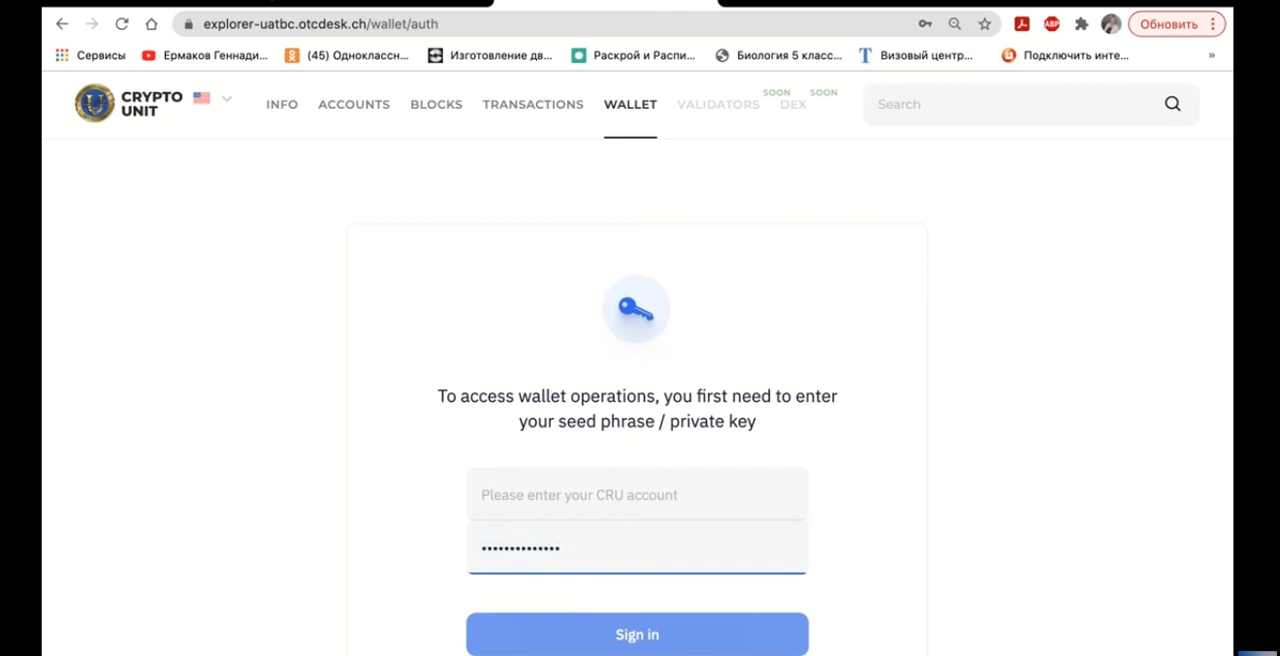 explorer-uatbc.otcdesk.ch/wallet/auth
ABP
Обновить
Сервисы
Ермаков Геннади...
(45) Одноклассн...
Изготовление дв...
Раскрой и Распи...
Биология 5 класс...
Визовый центр...
Подключить инте...
»
CRYPTO
UNIT
INFO
ACCOUNTS
BLOCKS
TRANSACTIONS
WALLET
VALIDATORS
SOON
DEX
SOON
Search
To access wallet operations, you first need to enter
your seed phrase / private key
Please enter your CRU account
••••••••••••••
Sign in